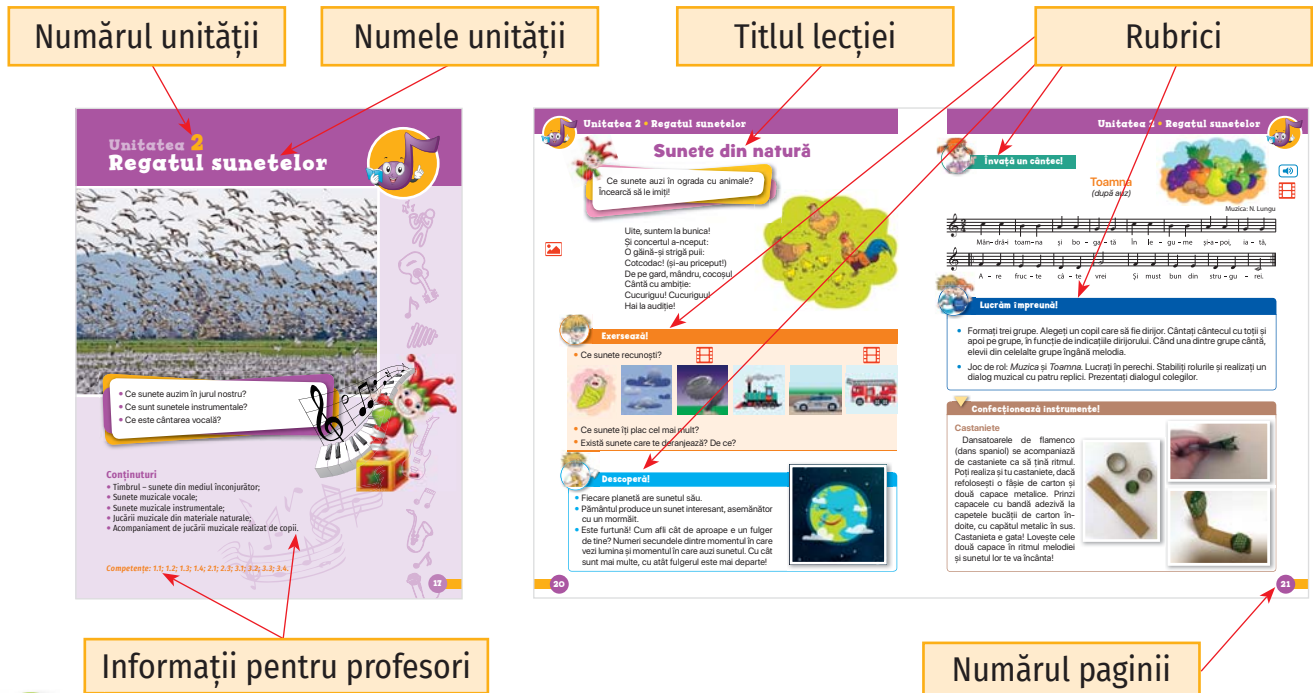 Numărul unității
Numele unității
Titlul lecției
Rubrici
Unitatea 2
Regatul sunetelor
• Ce sunete auzim în jurul nostru?
• Ce sunt sunetele instrumentale?
• Ce este cântarea vocală?
Conținuturi
• Timbrul – sunete din mediul înconjurător;
• Sunete muzicale vocale;
• Sunete muzicale instrumentale;
• Jucării muzicale din materiale naturale;
• Acompaniament de jucării muzicale realizat de copii.
Competențe: 1.1; 1.2; 1.3; 1.4; 2.1; 2.3; 3.1; 3.2; 3.3; 3.4.
17
Unitatea 2 • Regatul sunetelor
Sunete din natură
Ce sunete auzi în ograda cu animale?
Încearcă să le imiți!
Uite, suntem la bunica!
Și concertul a-nceput:
O găină-și strigă puii:
Cotcodac! (și-au priceput!)
De pe gard, mândru, cocoșul
Cântă cu ambiție:
Cucuriguu! Cucuriguu!
Hai la audiție!
Exersează!
• Ce sunete recunoști?
• Ce sunete îți plac cel mai mult?
• Există sunete care te deranjează? De ce?
Descoperă!
• Fiecare planetă are sunetul său.
• Pământul produce un sunet interesant, asemănător
cu un mormăit.
• Este furtună! Cum afli cât de aproape e un fulger
de tine? Numeri secundele dintre momentul în care
vezi lumina și momentul în care auzi sunetul. Cu cât
sunt mai multe, cu atât fulgerul este mai departe!
20
Unitatea 2 • Regatul sunetelor
Învață un cântec!
Toamna
(după auz)
Muzica: N. Lungu
Mân-dră-i toam-na și bo-ga-tă În le-gu-me și-a-poi, ia-tă,
A-re fruc-te câ-te vrei Și must bun din stru-gu-rei.
Lucrăm împreună!
• Formați trei grupe. Alegeți un copil care să fie dirijor. Cântați cântecul cu toții și
apoi pe grupe, în funcție de indicațiile dirijorului. Când una dintre grupe cântă,
elevii din celelalte grupe îngână melodia.
• Joc de rol: Muzica și Toamna. Lucrați în perechi. Stabiliți rolurile și realizați un
dialog muzical cu patru replici. Prezentați dialogul colegilor.
Confecționează instrumente!
Castaniete
Dansatoarele de flamenco
(dans spaniol) se acompaniază
de castaniete ca să țină ritmul.
Poți realiza și tu castaniete, dacă
refolosești o fâșie de carton și
două capace metalice. Prinzi
capacele cu bandă adezivă la
capetele bucății de carton în-
doite, cu capătul metalic în sus.
Castanieta e gata! Lovește cele
două capace în ritmul melodiei
și sunetul lor te va încânta!
21
Informații pentru profesori
Numărul paginii